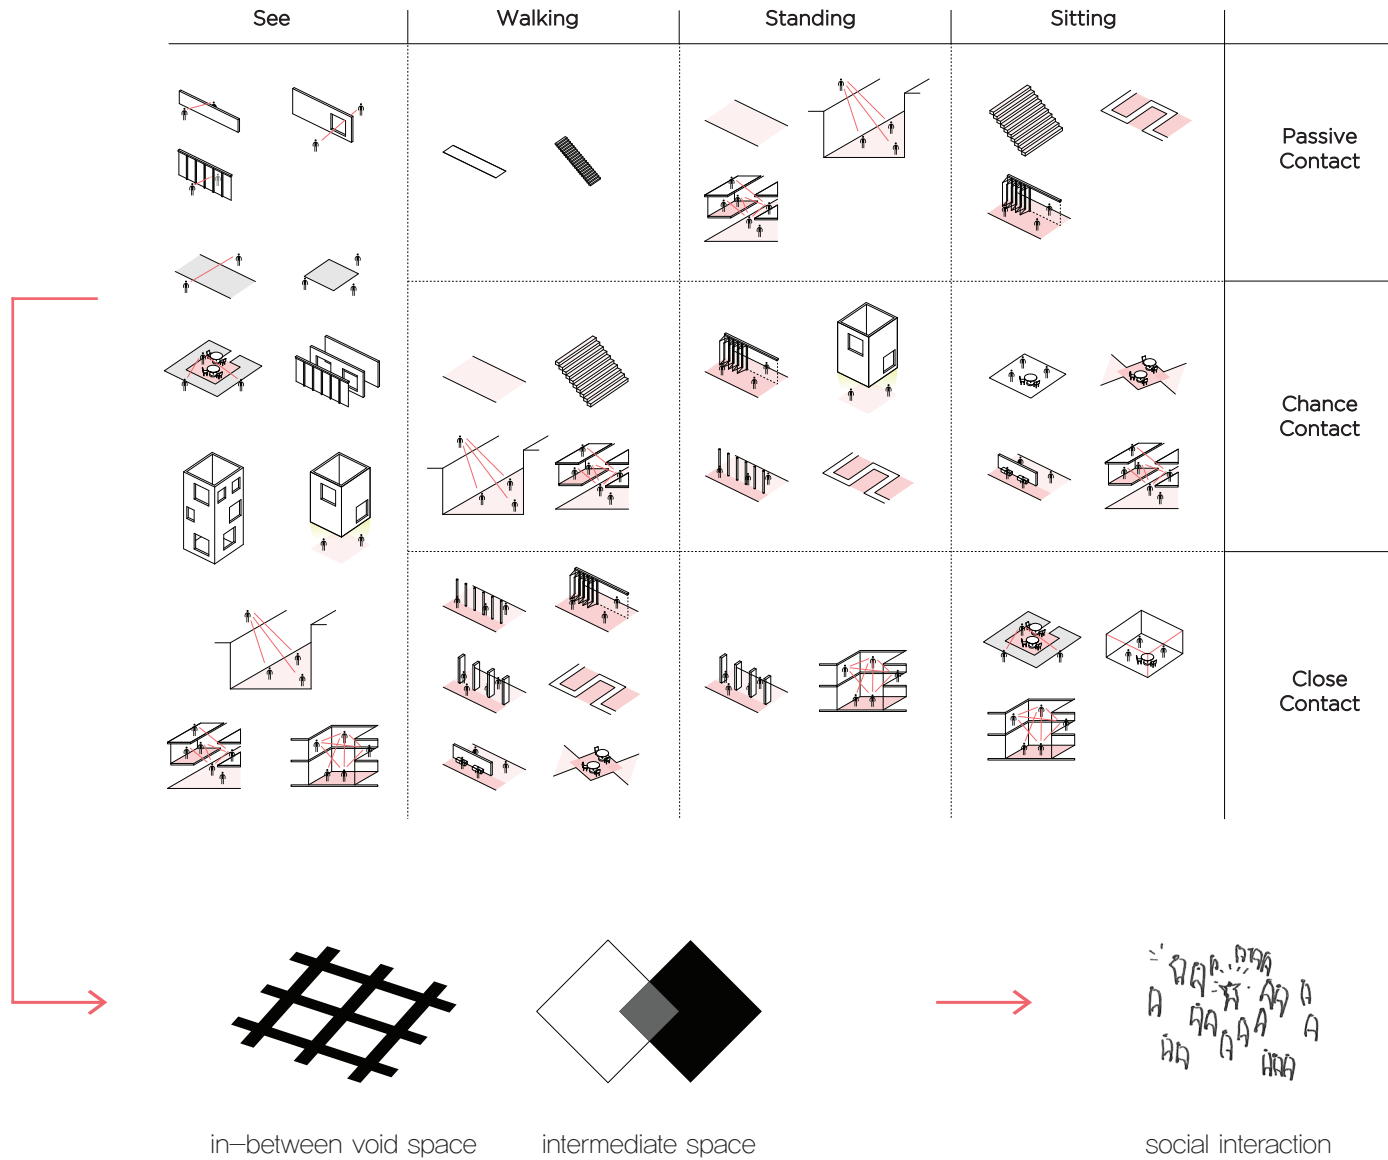 See
Walking
Standing
Sitting
Passive
Contact
Chance
Contact
Close
Contact
in–between void space
intermediate space
social interaction